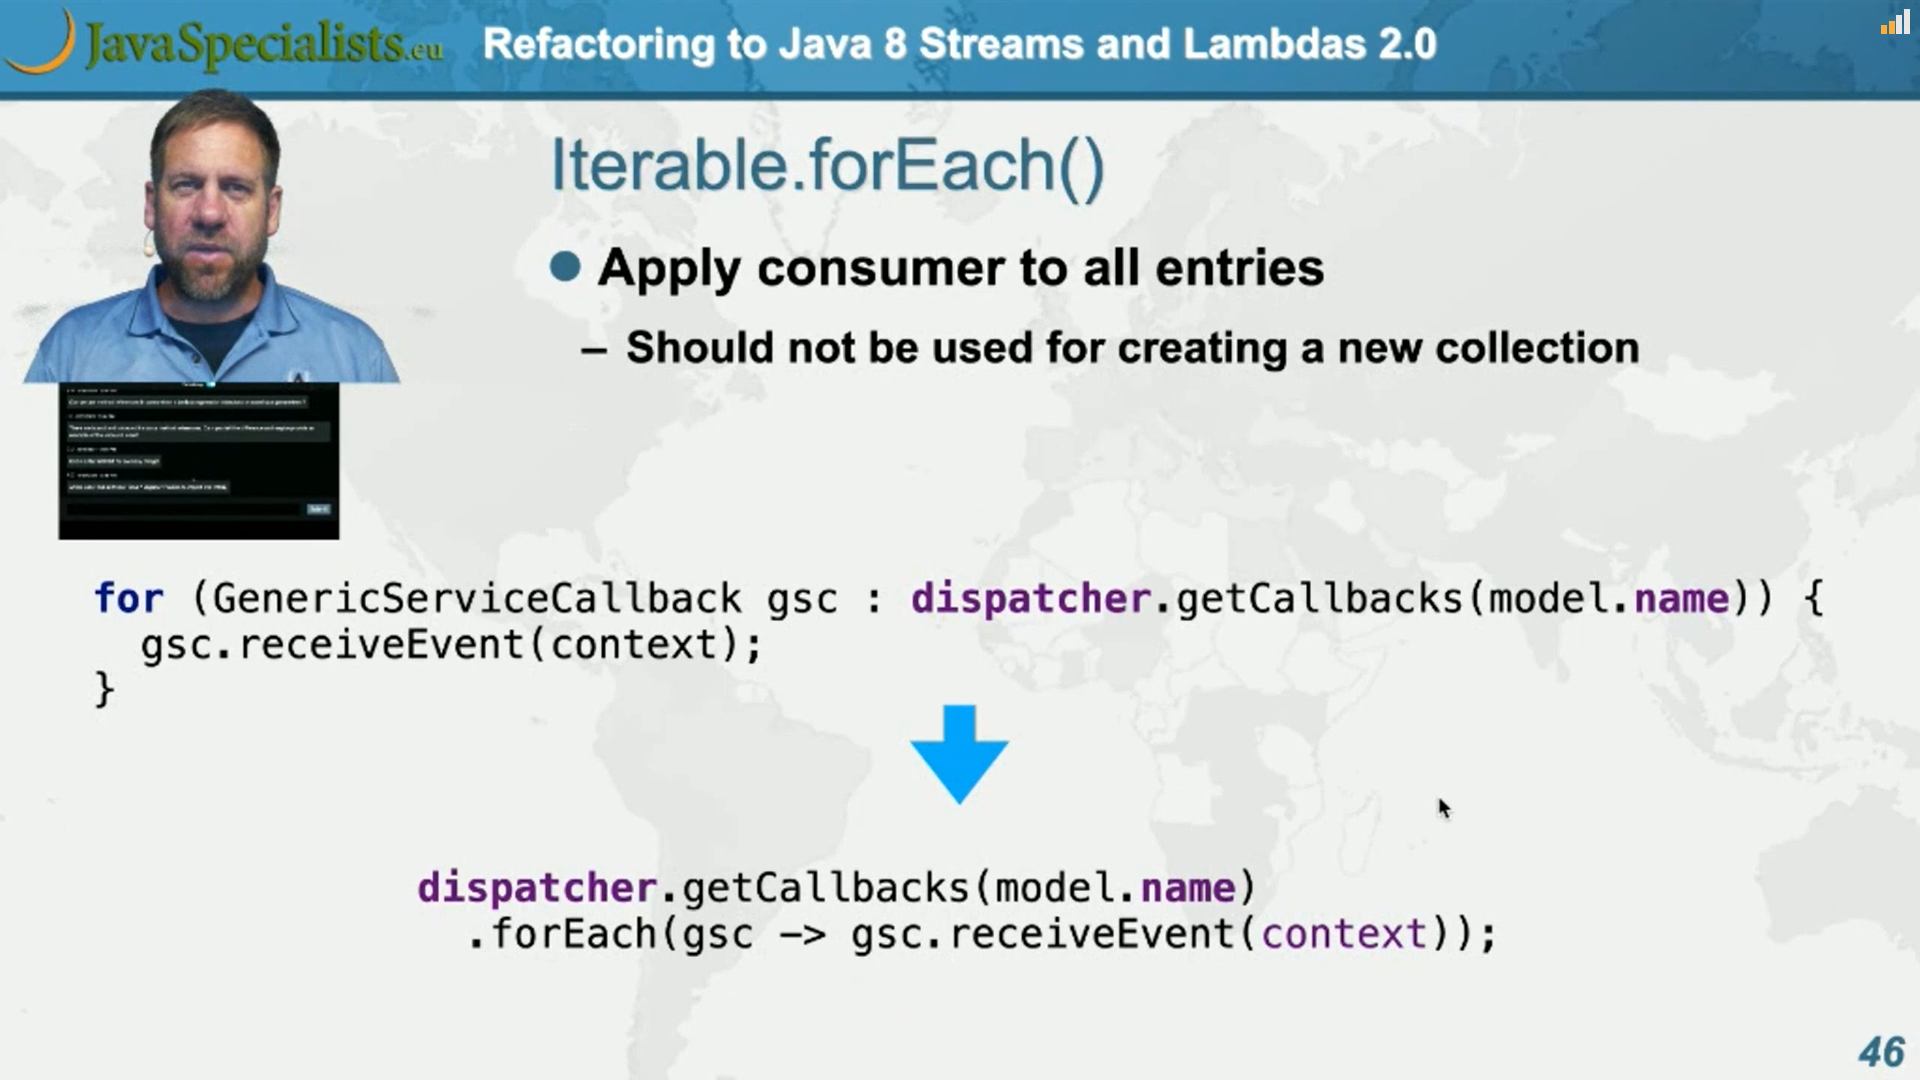 JavaSpecialists.eu
Refactoring to Java 8 Streams and Lambdas 2.0
Iterable.forEach()
Apply consumer to all entries
– Should not be used for creating a new collection
for (GenericServiceCallback gsc : dispatcher.getCallbacks(model.name)) {
gsc.receiveEvent(context);
}
dispatcher.getCallbacks(model.name)
.forEach(gsc -> gsc.receiveEvent(context));
46